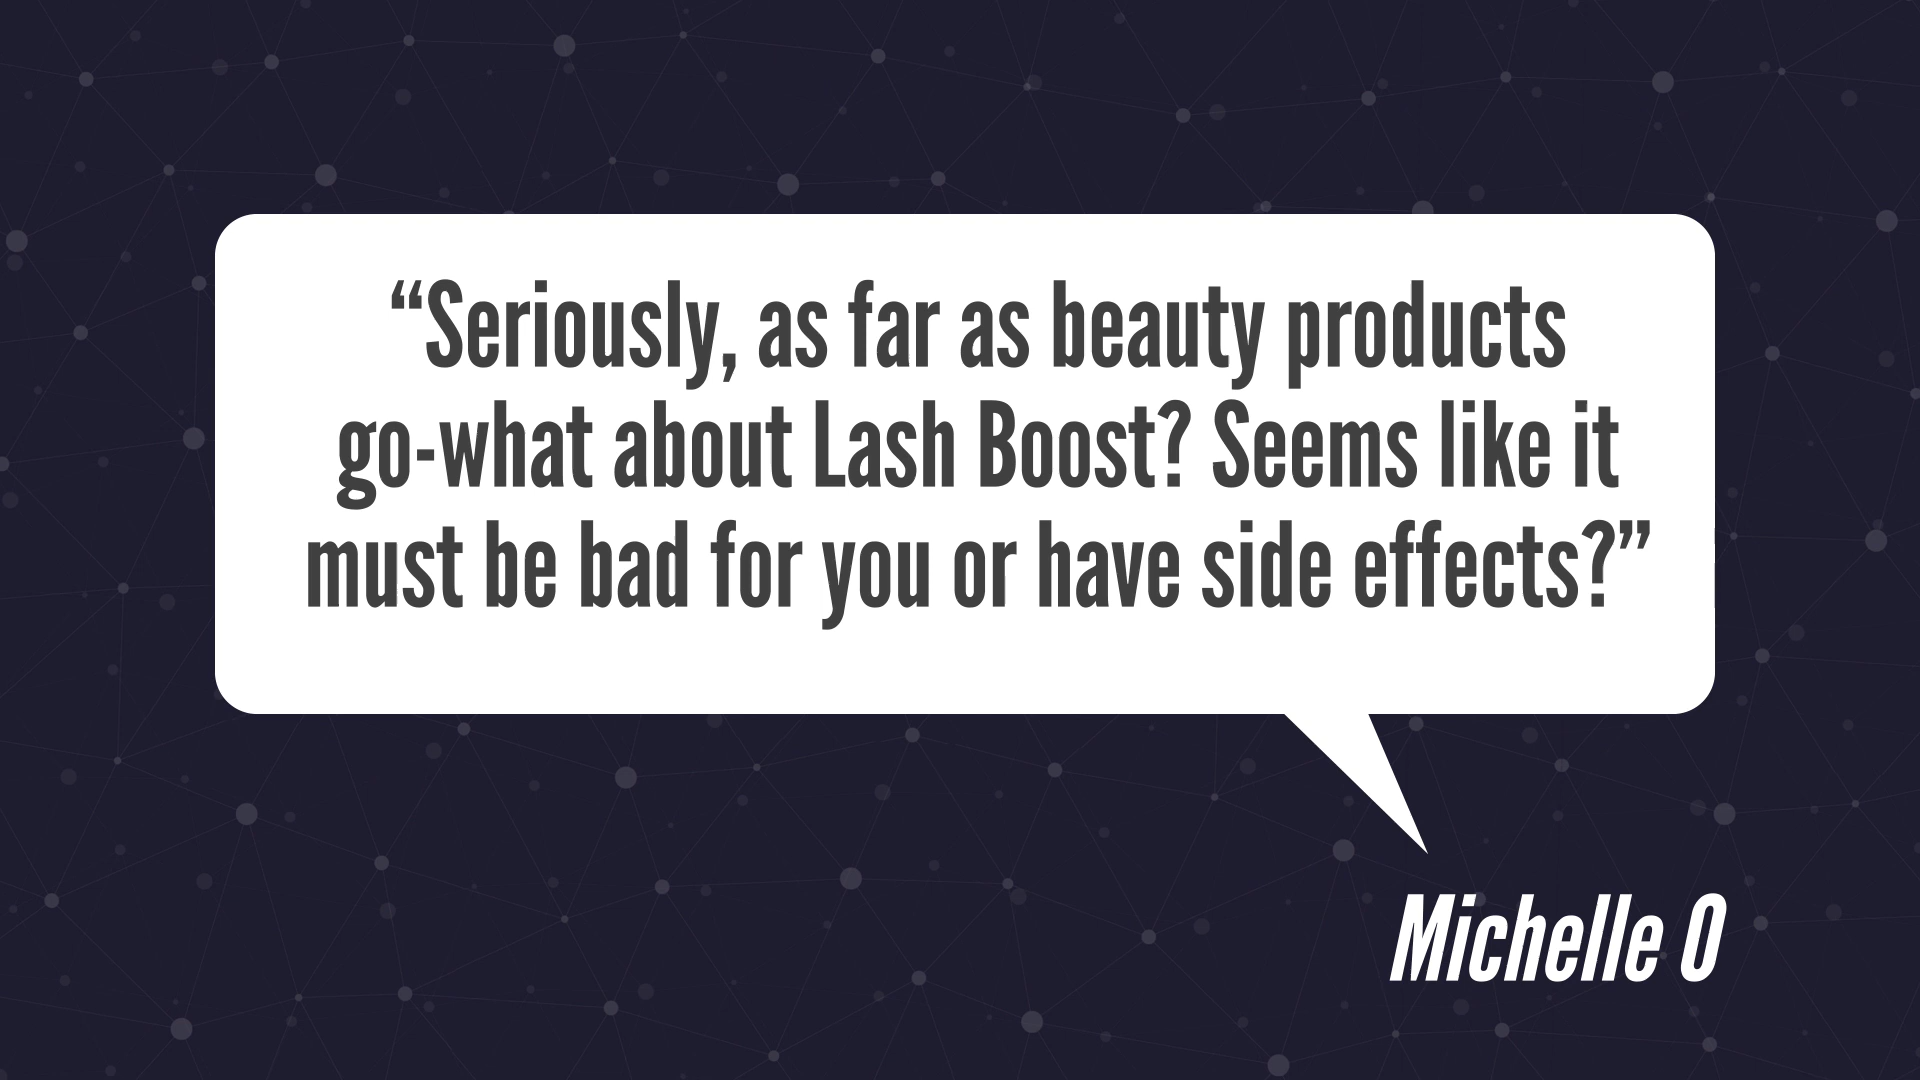 “Seriously, as far as beauty products
go-what about Lash Boost? Seems like it
must be bad for you or have side effects?”
Michelle O